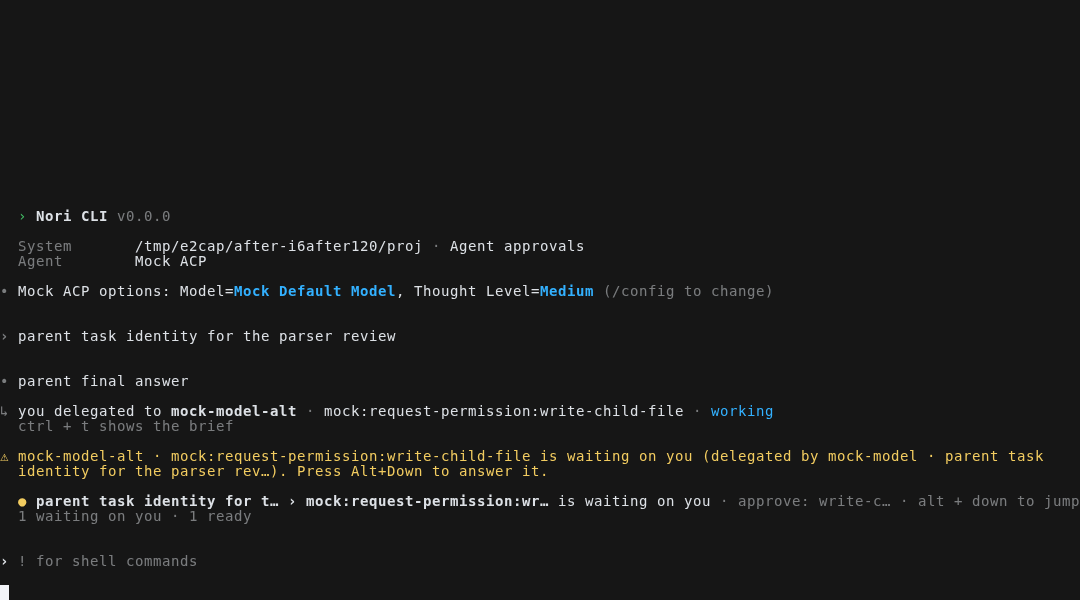 › Nori CLI v0.0.0
System /tmp/e2cap/after-i6after120/proj · Agent approvals
Agent Mock ACP
• Mock ACP options: Model=Mock Default Model, Thought Level=Medium (/config to change)
› parent task identity for the parser review
• parent final answer
↳ you delegated to mock-model-alt · mock:request-permission:write-child-file · working
ctrl + t shows the brief
⚠ mock-model-alt · mock:request-permission:write-child-file is waiting on you (delegated by mock-model · parent task
identity for the parser rev…). Press Alt+Down to answer it.
● parent task identity for t… › mock:request-permission:wr… is waiting on you · approve: write-c… · alt + down to jump
1 waiting on you · 1 ready
› ! for shell commands